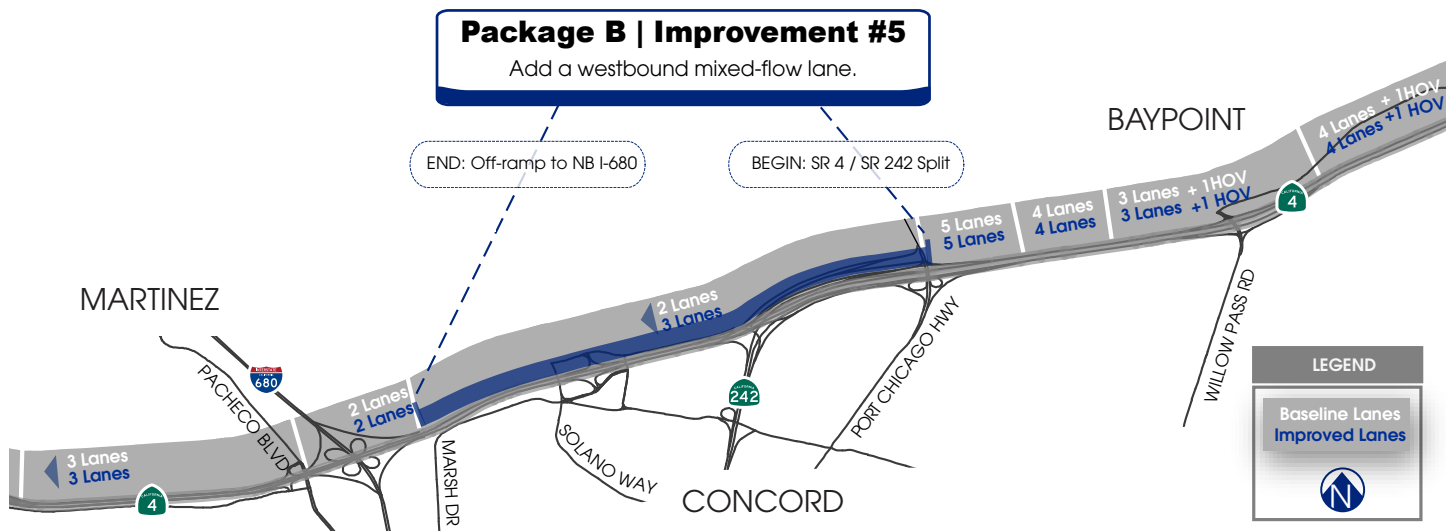 Package B | Improvement #5
Add a westbound mixed-flow lane.
END: Off-ramp to NB I-680
BEGIN: SR 4 / SR 242 Split
BAYPOINT
4 Lanes + 1HOV
4 Lanes +1 HOV
3 Lanes + 1HOV
3 Lanes +1 HOV
CALIFORNIA
4
4 Lanes
4 Lanes
5 Lanes
5 Lanes
2 Lanes
3 Lanes
MARTINEZ
INTERSTATE
680
2 Lanes
2 Lanes
3 Lanes
3 Lanes
CALIFORNIA
4
PACHECO BLVD
MARSH DR
SOLANO WAY
CALIFORNIA
242
PORT CHICAGO HWY
WILLOW PASS RD
CONCORD
LEGEND
Baseline Lanes
Improved Lanes
N